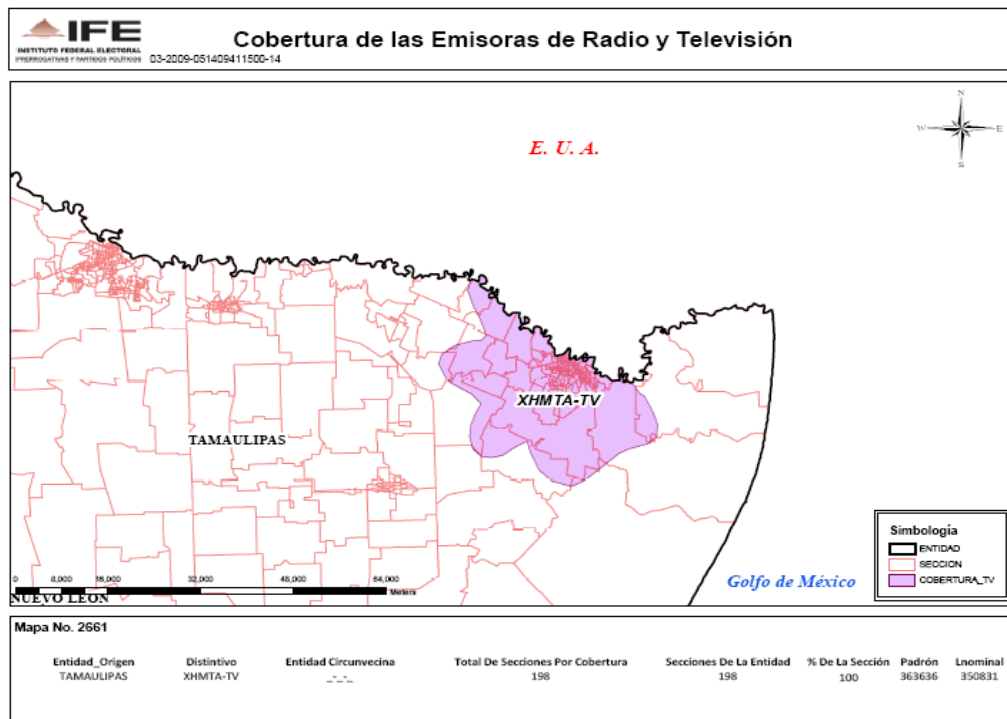 IFE
INSTITUTO FEDERAL ELECTORAL
PRERROGATIVAS Y PARTIDOS POLÍTICOS
03-2009-051409411500-14
Cobertura de las Emisoras de Radio y Televisión
N
W E
S
E. U. A.
XHMTA-TV
TAMAULIPAS
Simbología
ENTIDAD
SECCION
COBERTURA_TV
Golfo de México
0 8,000 16,000 32,000 48,000 64,000
Meters
NUEVO LEON
Mapa No. 2661
Entidad_Origen Distintivo Entidad Circunvecina Total De Secciones Por Cobertura Secciones De La Entidad % De La Sección Padrón Lnominal
TAMAULIPAS XHMTA-TV _-_-_ 198 198 100 363636 350831